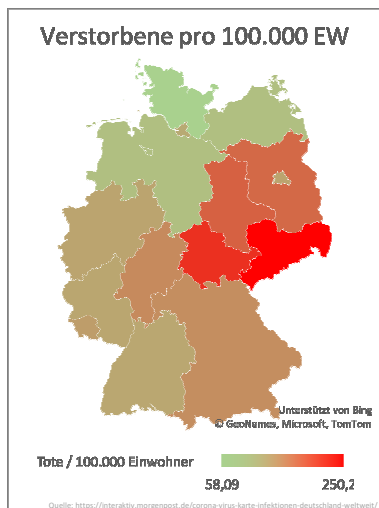 Verstorbene pro 100.000 EW
Unterstützt von Bing
© GeoNames, Microsoft, TomTom
Tote / 100.000 Einwohner
58,09
250,2
Quelle: https://interaktiv.morgenpost.de/corona-virus-karte-infektionen-deutschland-weltweit/